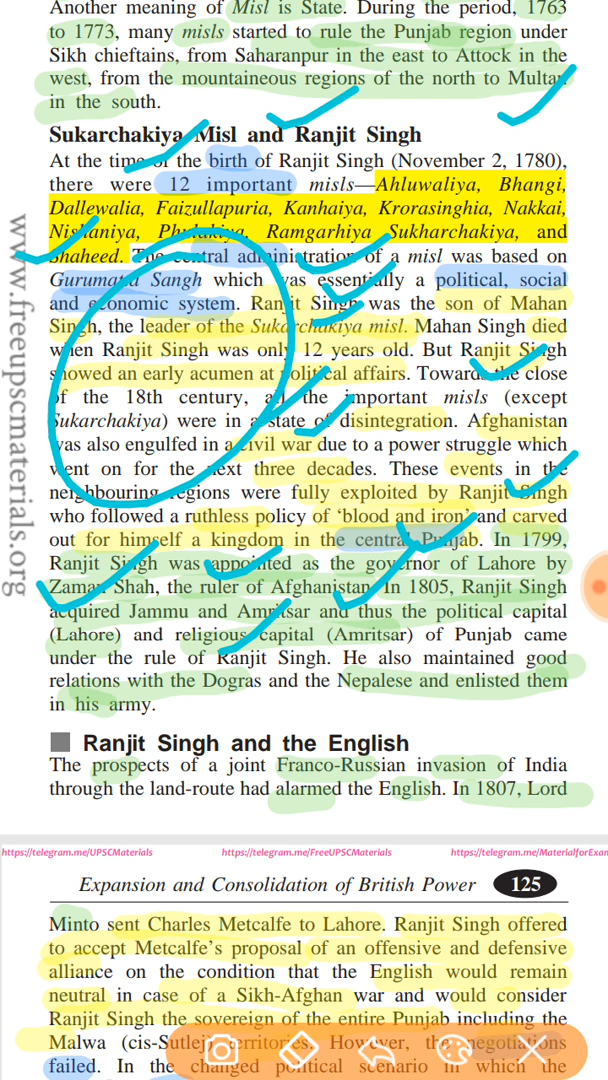 Another meaning of Misl is State. During the period, 1763
to 1773, many misls started to rule the Punjab region under
Sikh chieftains, from Saharanpur in the east to Attock in the
west, from the mountaineous regions of the north to Multan
in the south.
Sukarchakiya Misl and Ranjit Singh
At the time of the birth of Ranjit Singh (November 2, 1780),
there were 12 important misls—Ahluwaliya, Bhangi,
Dallewalia, Faizullapuria, Kanhaiya, Krorasinghia, Nakkai,
Nishaniya, Phulakiya, Ramgarhiya Sukharchakiya, and
Shaheed. The central administration of a misl was based on
Gurumatta Sangh which was essentially a political, social
and economic system. Ranjit Singh was the son of Mahan
Singh, the leader of the Sukarchakiya misl. Mahan Singh died
when Ranjit Singh was only 12 years old. But Ranjit Singh
showed an early acumen at political affairs. Towards the close
of the 18th century, all the important misls (except
Sukarchakiya) were in a state of disintegration. Afghanistan
was also engulfed in a civil war due to a power struggle which
went on for the next three decades. These events in the
neighbouring regions were fully exploited by Ranjit Singh
who followed a ruthless policy of ‘blood and iron’ and carved
out for himself a kingdom in the central Punjab. In 1799,
Ranjit Singh was appointed as the governor of Lahore by
Zaman Shah, the ruler of Afghanistan. In 1805, Ranjit Singh
acquired Jammu and Amritsar and thus the political capital
(Lahore) and religious capital (Amritsar) of Punjab came
under the rule of Ranjit Singh. He also maintained good
relations with the Dogras and the Nepalese and enlisted them
in his army.
Ranjit Singh and the English
The prospects of a joint Franco-Russian invasion of India
through the land-route had alarmed the English. In 1807, Lord
www.freeupscmaterials.org
https://telegram.me/UPSCMaterials https://telegram.me/FreeUPSCMaterials https://telegram.me/MaterialforExam
Expansion and Consolidation of British Power 125
Minto sent Charles Metcalfe to Lahore. Ranjit Singh offered
to accept Metcalfe’s proposal of an offensive and defensive
alliance on the condition that the English would remain
neutral in case of a Sikh-Afghan war and would consider
Ranjit Singh the sovereign of the entire Punjab including the
Malwa (cis-Sutlej) territories. However, the negotiations
failed. In the changed political scenario in which the